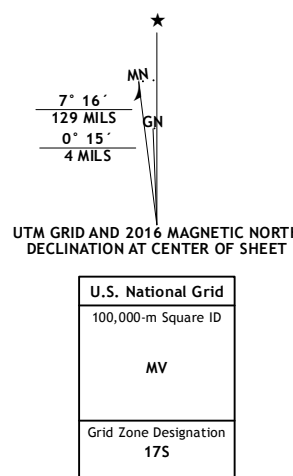 ★
MN
7° 16´
129 MILS
GN
0° 15´
4 MILS
UTM GRID AND 2016 MAGNETIC NORTH
DECLINATION AT CENTER OF SHEET
U.S. National Grid
100,000-m Square ID
MV
Grid Zone Designation
17S